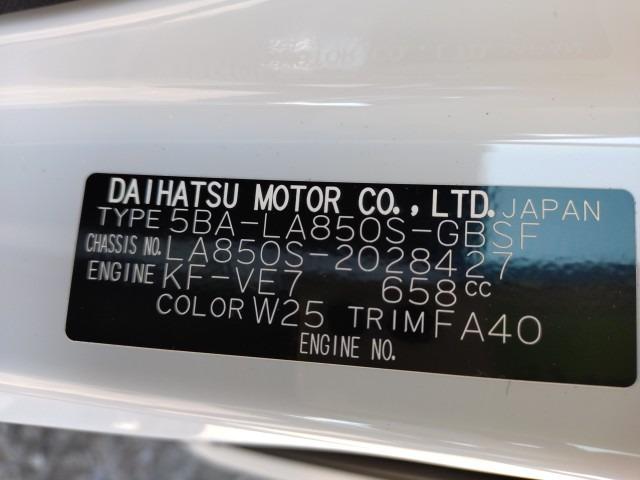 DAIHATSU MOTOR CO., LTD. JAPAN
TYPE 5BA-LA850S-GBSF
CHASSIS NO. LA850S-2028427
ENGINE KF-VE7 658cc
COLOR W25 TRIM FA40
ENGINE NO.